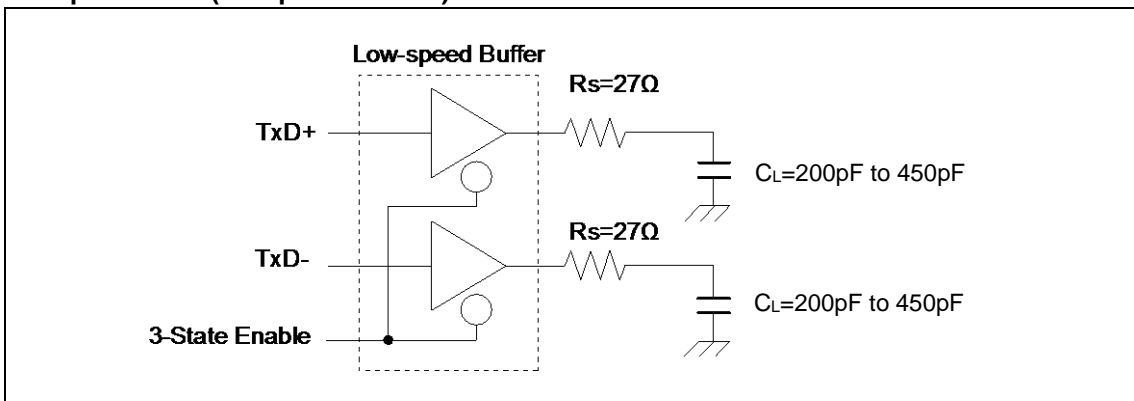 Low-speed Buffer
Rs=27Ω
TxD+
CL=200pF to 450pF
Rs=27Ω
TxD-
CL=200pF to 450pF
3-State Enable